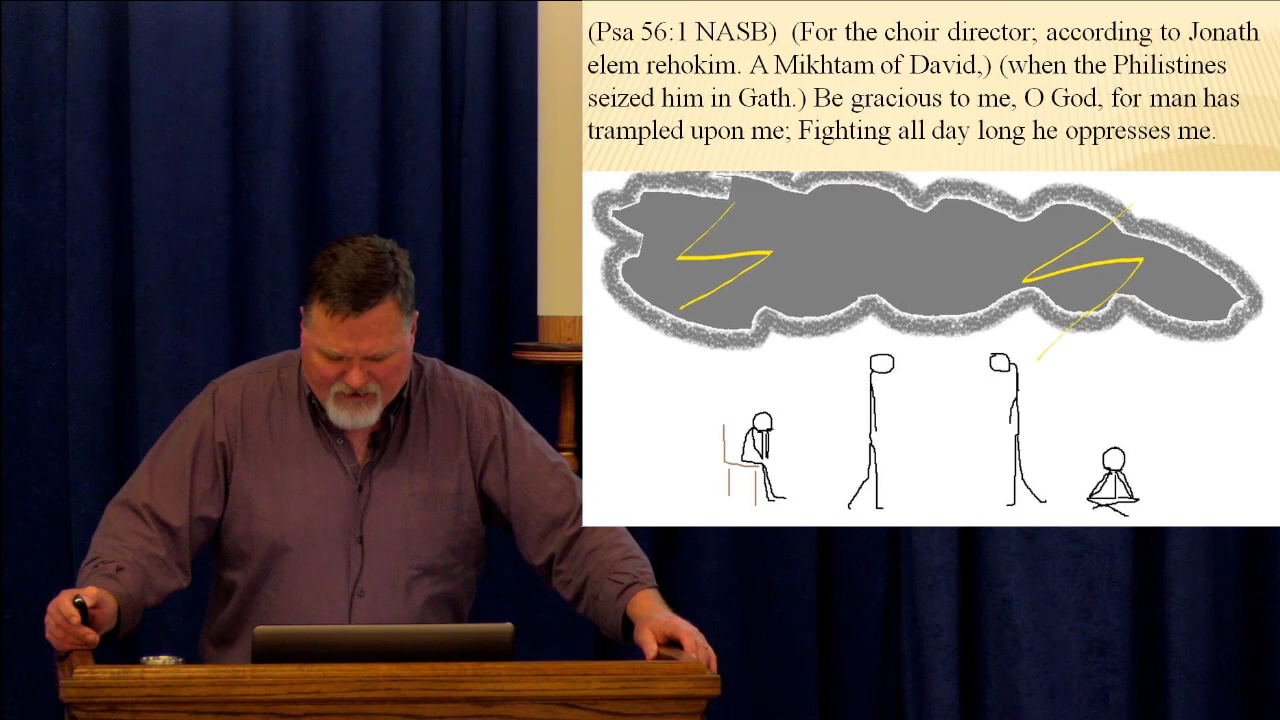 (Psa 56:1 NASB)  (For the choir director; according to Jonath
elem rehokim. A Mikhtam of David,) (when the Philistines
seized him in Gath.) Be gracious to me, O God, for man has
trampled upon me; Fighting all day long he oppresses me.